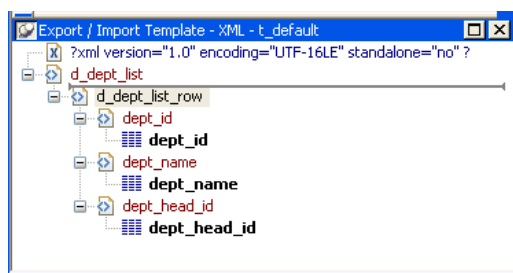 Export / Import Template - XML - t_default
?xml version="1.0" encoding="UTF-16LE" standalone="no" ?
d_dept_list
d_dept_list_row
dept_id
dept_id
dept_name
dept_name
dept_head_id
dept_head_id